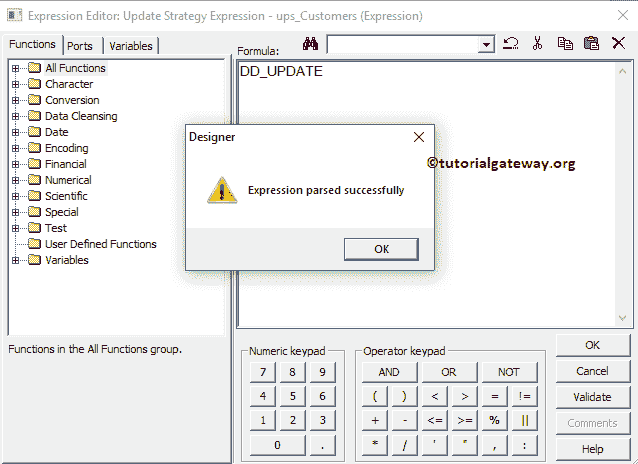 Expression Editor: Update Strategy Expression - ups_Customers (Expression)
Functions Ports Variables
Formula:
All Functions
Character
Conversion
Data Cleansing
Date
Encoding
Financial
Numerical
Scientific
Special
Test
User Defined Functions
Variables
DD_UPDATE
Designer
Expression parsed successfully
OK
©tutorialgateway.org
Functions in the All Functions group.
Numeric keypad
7 8 9
4 5 6
1 2 3
0 .
Operator keypad
AND OR NOT
( ) < > = !=
+ - <= >= % ||
* / ' " , :
OK
Cancel
Validate
Comments
Help